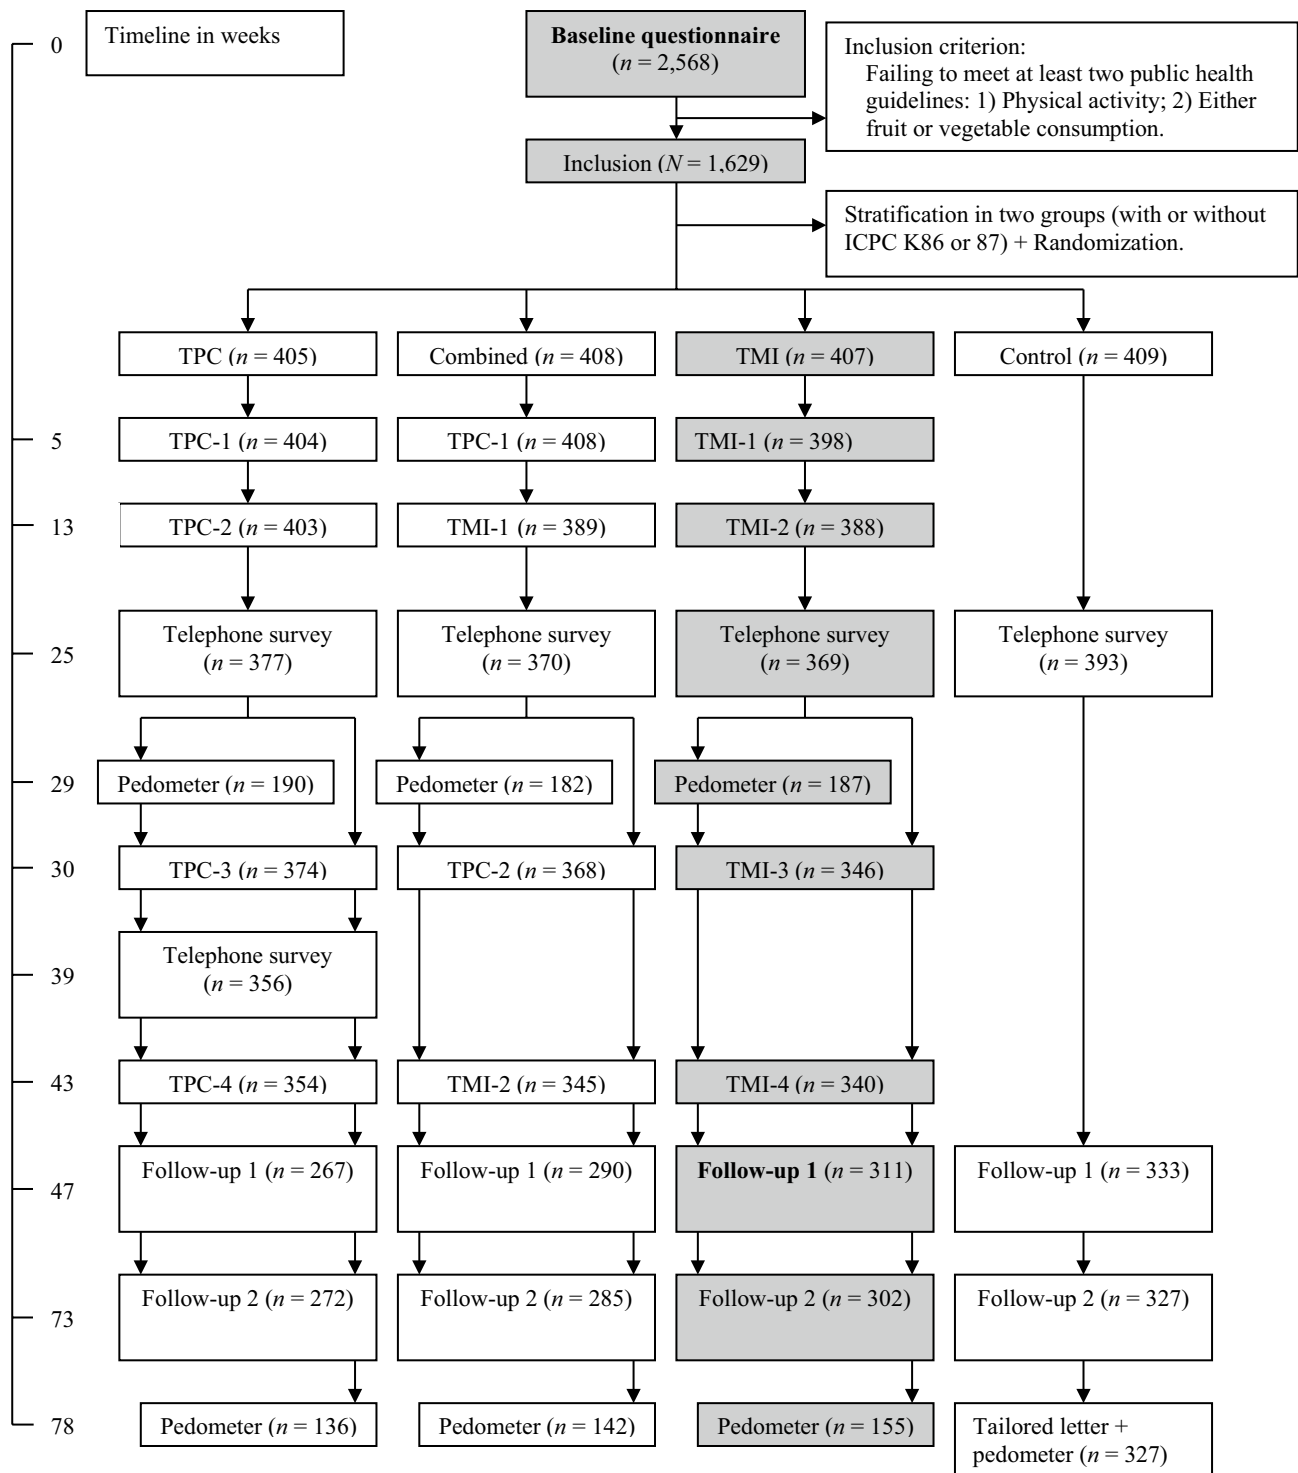 0
Timeline in weeks
Baseline questionnaire
(n = 2,568)
Inclusion criterion:
Failing to meet at least two public health
guidelines: 1) Physical activity; 2) Either
fruit or vegetable consumption.
Inclusion (N = 1,629)
Stratification in two groups (with or without
ICPC K86 or 87) + Randomization.
TPC (n = 405)
Combined (n = 408)
TMI (n = 407)
Control (n = 409)
5
TPC-1 (n = 404)
TPC-1 (n = 408)
TMI-1 (n = 398)
13
TPC-2 (n = 403)
TMI-1 (n = 389)
TMI-2 (n = 388)
25
Telephone survey
(n = 377)
Telephone survey
(n = 370)
Telephone survey
(n = 369)
Telephone survey
(n = 393)
29
Pedometer (n = 190)
Pedometer (n = 182)
Pedometer (n = 187)
30
TPC-3 (n = 374)
TPC-2 (n = 368)
TMI-3 (n = 346)
39
Telephone survey
(n = 356)
43
TPC-4 (n = 354)
TMI-2 (n = 345)
TMI-4 (n = 340)
47
Follow-up 1 (n = 267)
Follow-up 1 (n = 290)
Follow-up 1 (n = 311)
Follow-up 1 (n = 333)
73
Follow-up 2 (n = 272)
Follow-up 2 (n = 285)
Follow-up 2 (n = 302)
Follow-up 2 (n = 327)
78
Pedometer (n = 136)
Pedometer (n = 142)
Pedometer (n = 155)
Tailored letter +
pedometer (n = 327)